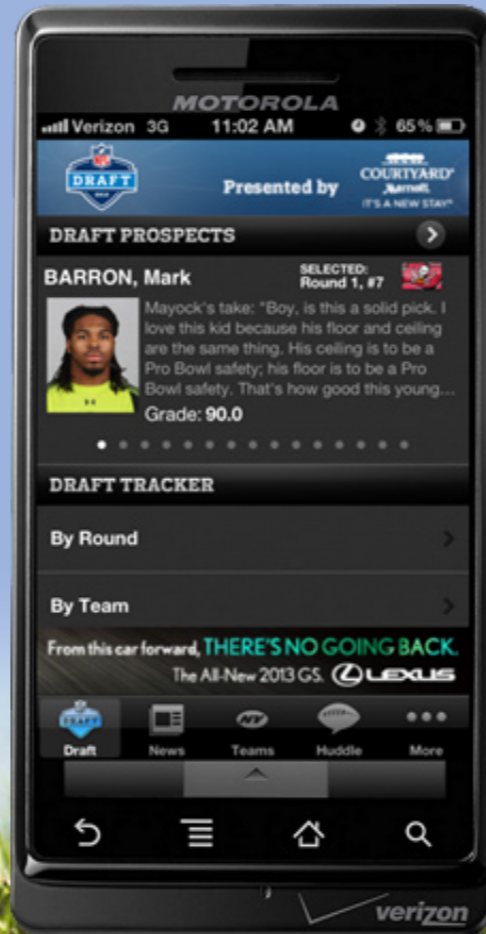 MOTOROLA
Verizon 3G 11:02 AM 65%
NFL
DRAFT
Presented by
COURTYARD®
Marriott.
IT'S A NEW STAY®
DRAFT PROSPECTS
BARRON, Mark
SELECTED:
Round 1, #7
Mayock's take: "Boy, is this a solid pick. I
love this kid because his floor and ceiling
are the same thing. His ceiling is to be a
Pro Bowl safety; his floor is to be a Pro
Bowl safety. That's how good this young...
Grade: 90.0
DRAFT TRACKER
By Round
By Team
From this car forward, THERE'S NO GOING BACK.
The All-New 2013 GS. LEXUS
DRAFT
NY
Draft News Teams Huddle More
verizon